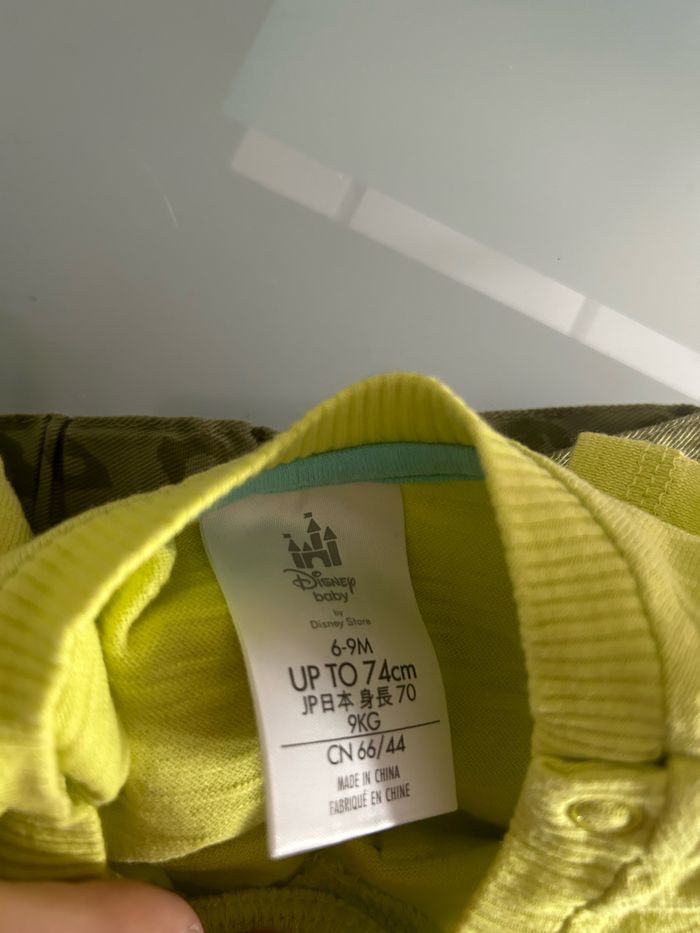 Disney
baby
by
Disney Store
6-9M
UP TO 74cm
JP日本 身長 70
9KG
CN 66/44
MADE IN CHINA
FABRIQUÉ EN CHINE